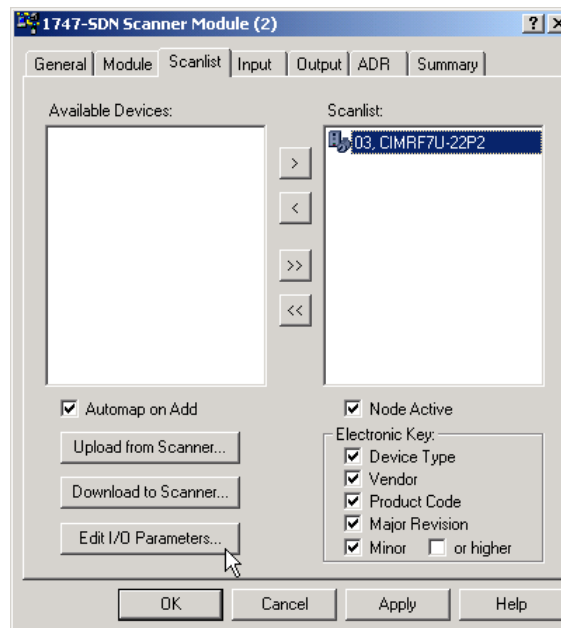 1747-SDN Scanner Module (2)
General Module Scanlist Input Output ADR Summary
Available Devices: Scanlist:
03, CIMRF7U-22P2
>
<
>>
<<
Automap on Add Node Active
Upload from Scanner... Electronic Key:
Device Type
Vendor
Download to Scanner... Product Code
Major Revision
Edit I/O Parameters... Minor or higher
OK Cancel Apply Help